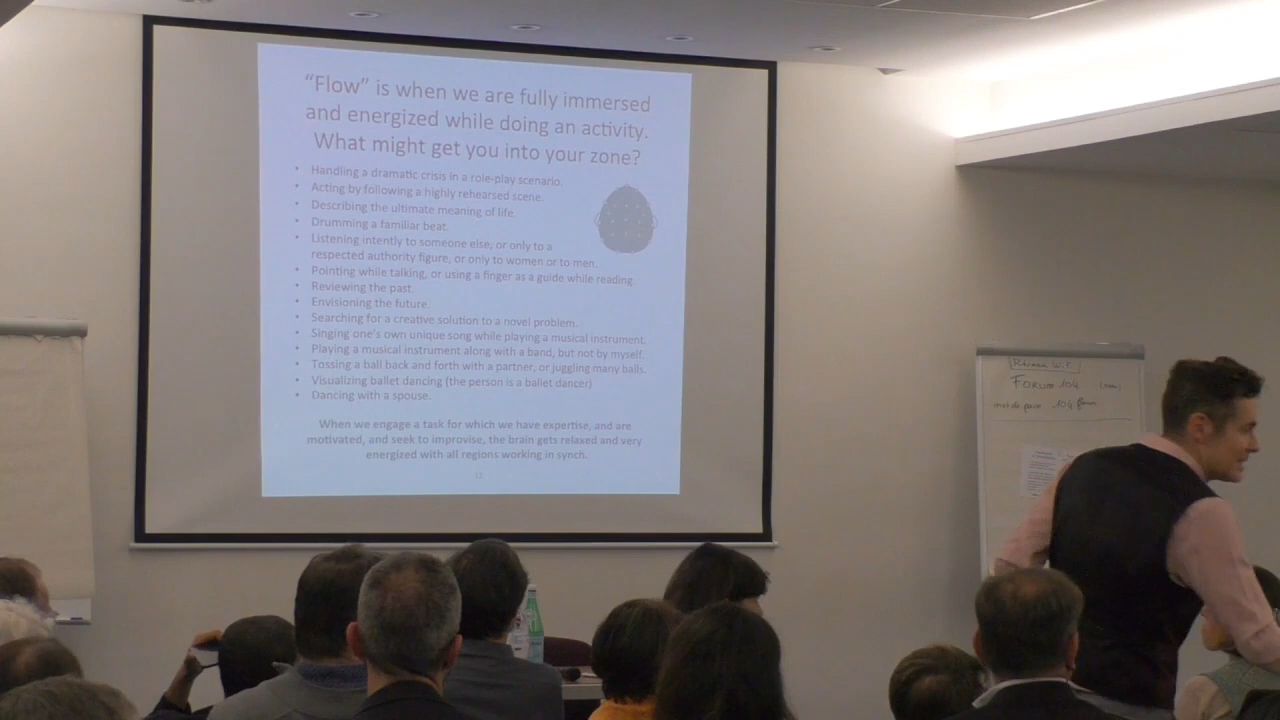 “Flow” is when we are fully immersed
and energized while doing an activity.
What might get you into your zone?
• Handling a dramatic crisis in a role-play scenario.
• Acting by following a highly rehearsed scene.
• Describing the ultimate meaning of life.
• Drumming a familiar beat.
• Listening intently to someone else, or only to a
respected authority figure, or only to women or to men.
• Pointing while talking, or using a finger as a guide while reading.
• Reviewing the past.
• Envisioning the future.
• Searching for a creative solution to a novel problem.
• Singing one's own unique song while playing a musical instrument.
• Playing a musical instrument along with a band, but not by myself.
• Tossing a ball back and forth with a partner, or juggling many balls.
• Visualizing ballet dancing (the person is a ballet dancer)
• Dancing with a spouse.
When we engage a task for which we have expertise, and are
motivated, and seek to improvise, the brain gets relaxed and very
energized with all regions working in synch.
FORUM 104
mot de passe 104